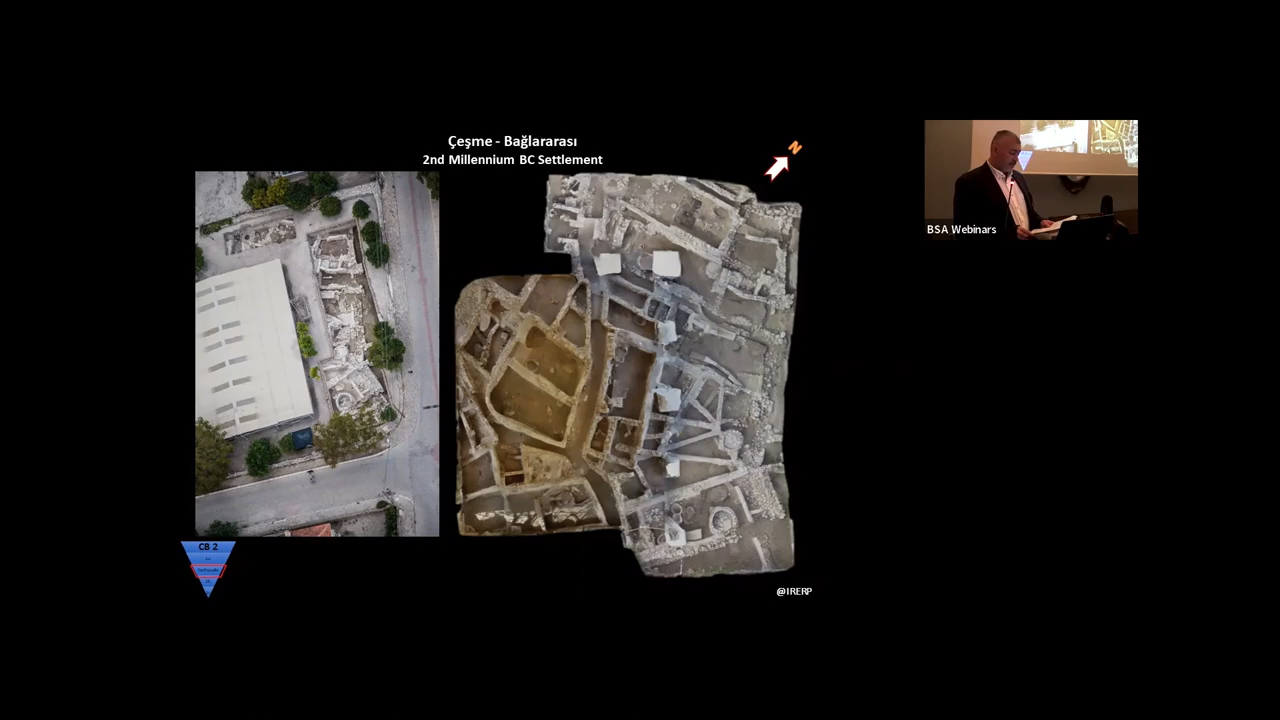 Çeşme - Bağlararası
2nd Millennium BC Settlement
N
BSA Webinars
CB 2
@IRERP